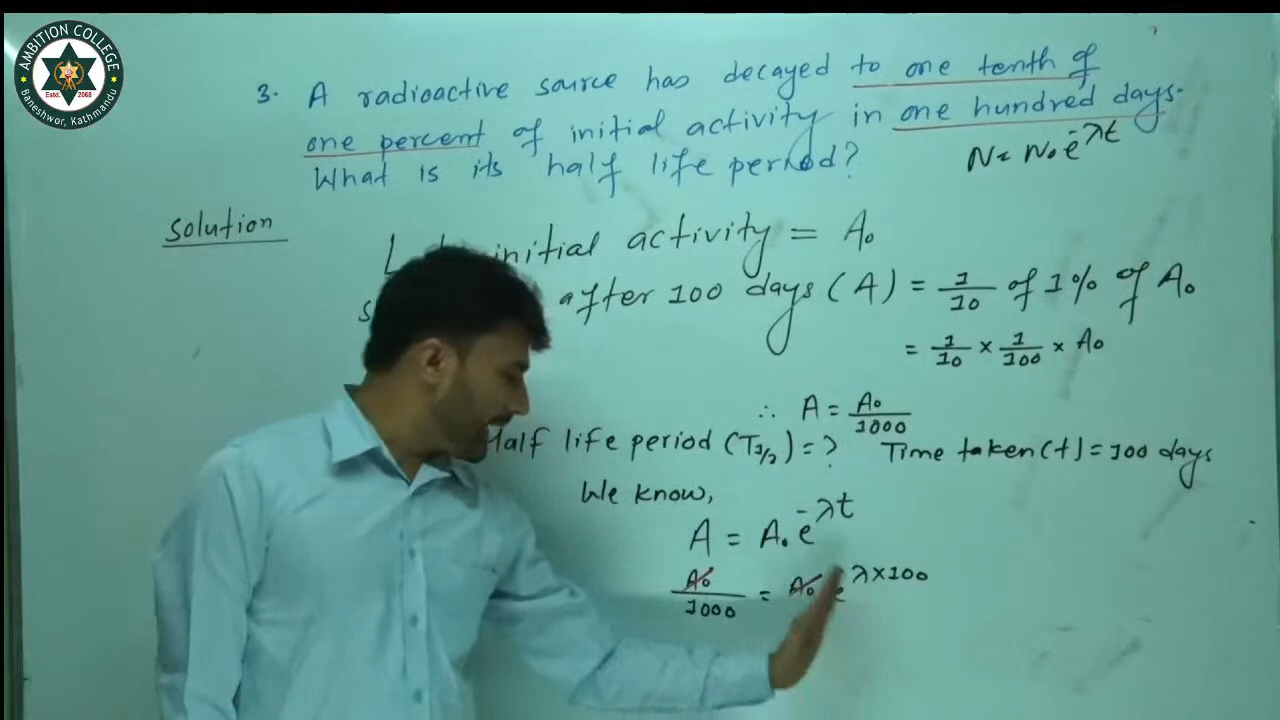 AMBITION COLLEGE
Estd. 2068
Baneshwor, Kathmandu
3. A radioactive source has decayed to one tenth of
one percent of initial activity in one hundred days.
What is its half life period?
N = N₀e^-λt
Solution
initial activity = A₀
after 100 days (A) = 1/10 of 1% of A₀
= 1/10 × 1/100 × A₀
∴ A = A₀/1000
Half life period (T1/2) = ? Time taken (t) = 100 days
We know,
A = A₀e^-λt
A₀/1000 = A₀ e^λ×100